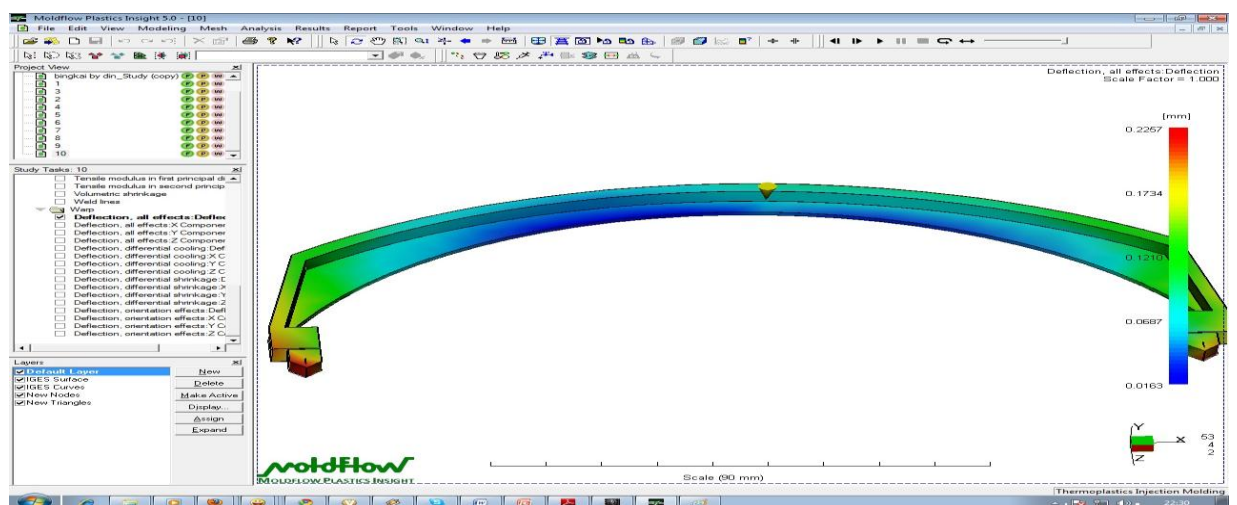 Moldflow Plastics Insight 5.0 - [10]
File Edit View Modeling Mesh Analysis Results Report Tools Window Help
Project View
bingkai by din_Study (copy)
1
3
2
4
5
6
7
8
9
10
Study Tasks: 10
Tensile modulus in first principal di
Tensile modulus in second princip
Volumetric shrinkage
Weld lines
Warp
Deflection, all effects:Deflec
Deflection, all effects:X Componer
Deflection, all effects:Y Componer
Deflection, all effects:Z Componer
Deflection, differential cooling:Def
Deflection, differential cooling:X C
Deflection, differential cooling:Y C
Deflection, differential cooling:Z C
Deflection, differential shrinkage:D
Deflection, differential shrinkage:X
Deflection, differential shrinkage:Y
Deflection, differential shrinkage:Z
Deflection, orientation effects:Defl
Deflection, orientation effects:X Co
Deflection, orientation effects:Y Co
Deflection, orientation effects:Z Co
Layers
Default Layer
IGES Surface
IGES Curves
New Nodes
New Triangles
New
Delete
Make Active
Display...
Assign
Expand
Deflection, all effects:Deflection
Scale Factor = 1.000
[mm]
0.2257
0.1734
0.1210
0.0687
0.0163
Y
X
Z
53
4
2
moldflow
MOLDFLOW PLASTICS INSIGHT
Scale (90 mm)
Thermoplastics Injection Molding
22:30